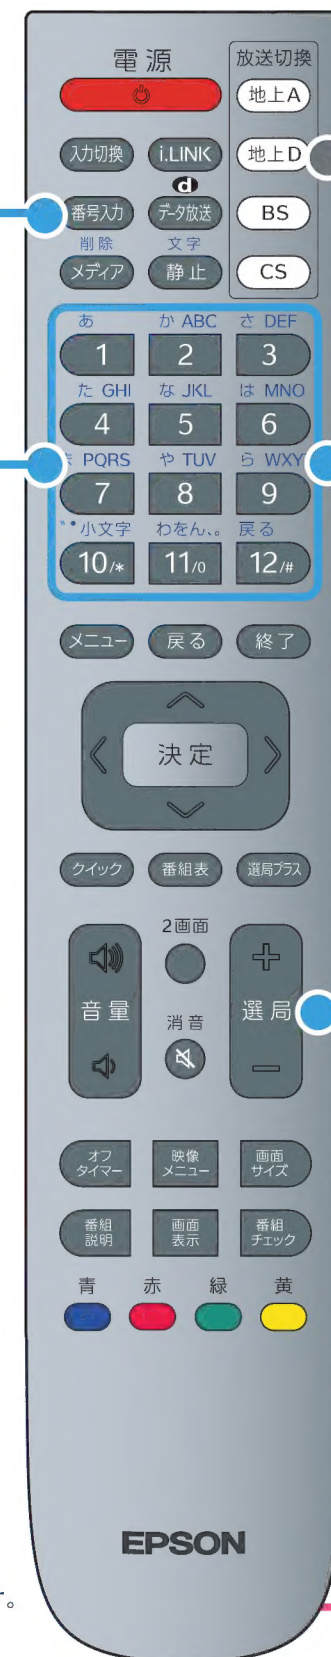 電源
放送切換
地上A
入力切換 i.LINK 地上D
d
番号入力 データ放送 BS
削除 文字
メディア 静止 CS
あ か ABC さ DEF
1 2 3
た GHI な JKL は MNO
4 5 6
PQRS や TUV ら WXY
7 8 9
゛゜小文字 わをん、。 戻る
10/* 11/0 12/#
メニュー 戻る 終了
決定
クイック 番組表 選局プラス
2画面
音量 消音 選局
オフ
タイマー
映像
メニュー
画面
サイズ
番組
説明
画面
表示
番組
チェック
青 赤 緑 黄
EPSON
。